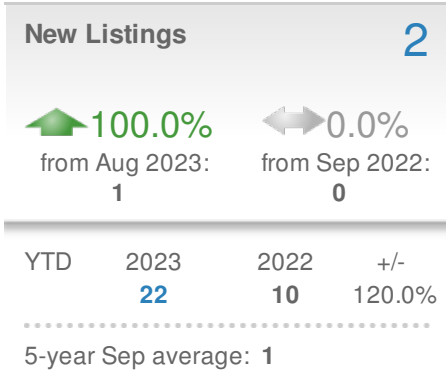 New Listings 2
100.0% 0.0%
from Aug 2023: from Sep 2022:
1 0
YTD 2023 2022 +/-
22 10 120.0%
5-year Sep average: 1